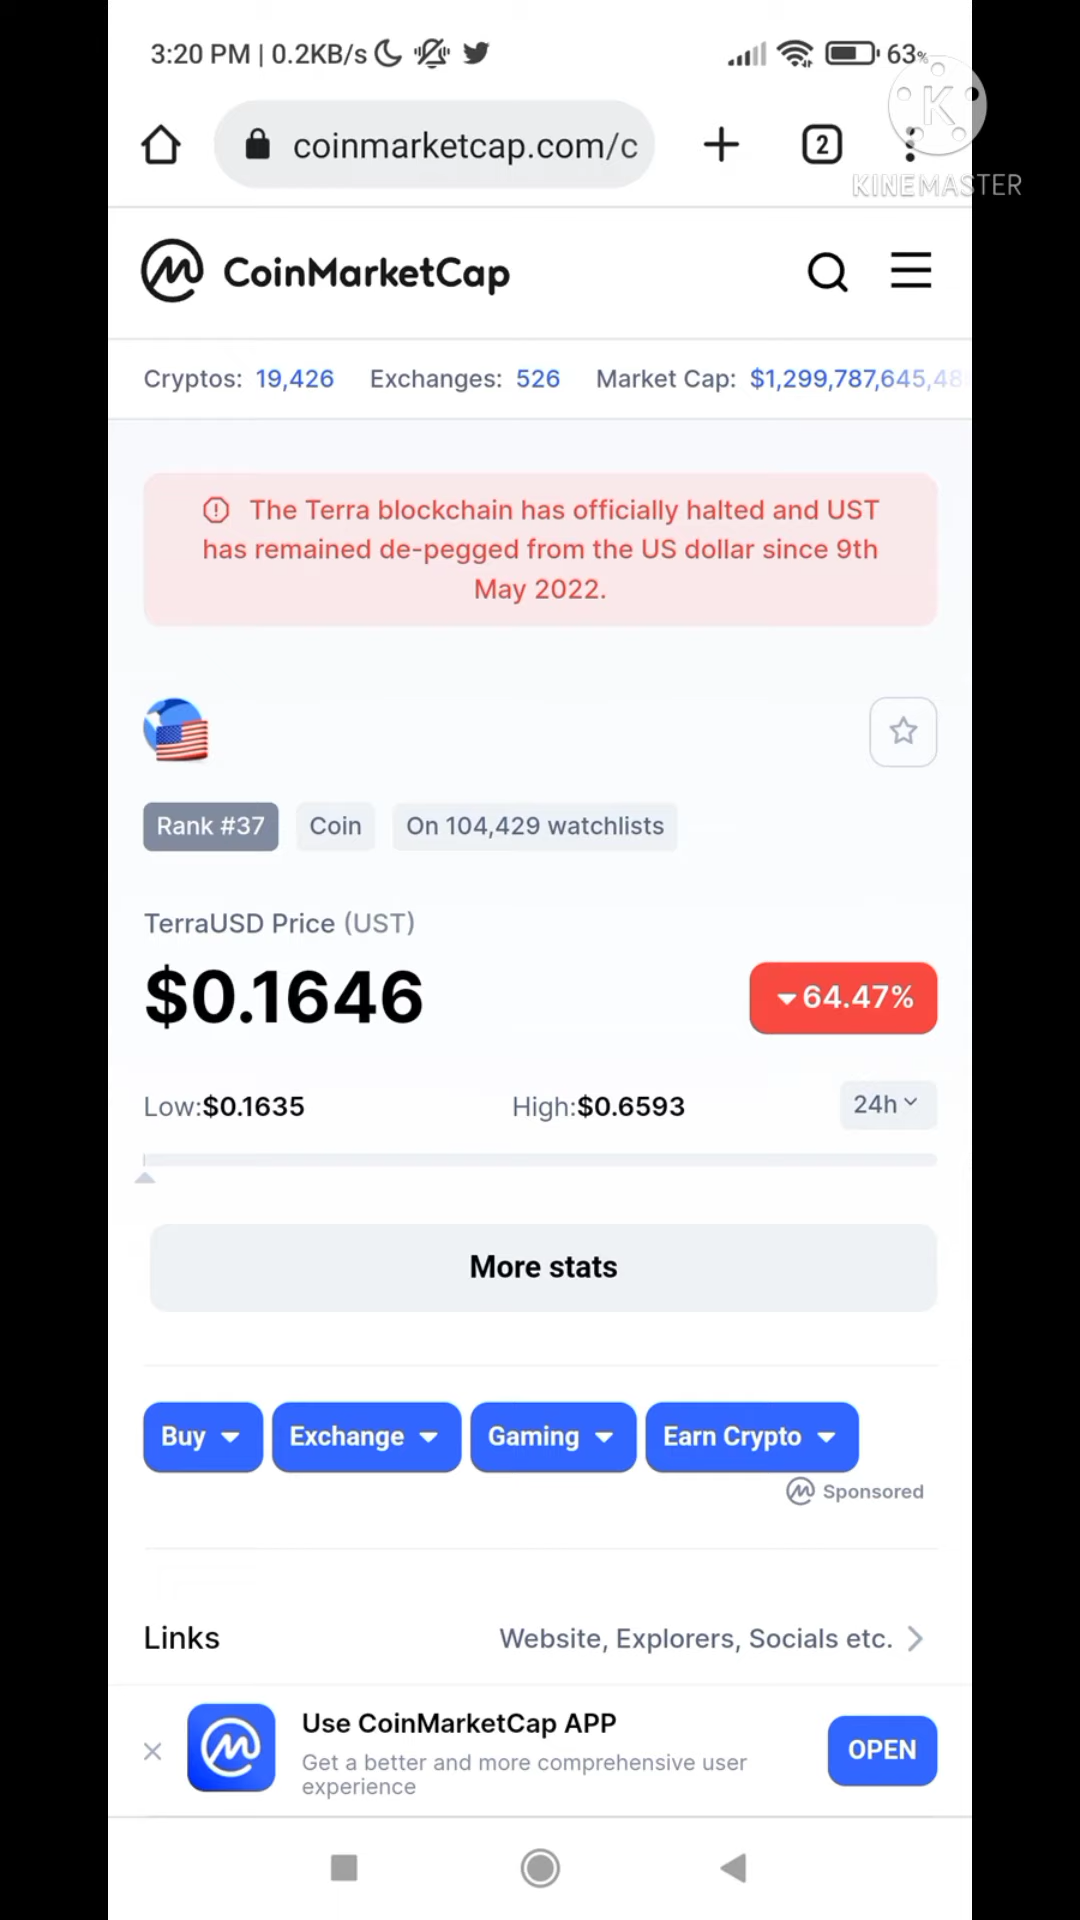 3:20 PM | 0.2KB/s 63%
coinmarketcap.com/c 2
K
KINEMASTER
CoinMarketCap
Cryptos: 19,426 Exchanges: 526 Market Cap: $1,299,787,645,48
The Terra blockchain has officially halted and UST
has remained de-pegged from the US dollar since 9th
May 2022.
Rank #37 Coin On 104,429 watchlists
TerraUSD Price (UST)
$0.1646 64.47%
Low:$0.1635 High:$0.6593 24h
More stats
Buy Exchange Gaming Earn Crypto
Sponsored
Links Website, Explorers, Socials etc.
Use CoinMarketCap APP
Get a better and more comprehensive user
experience
OPEN